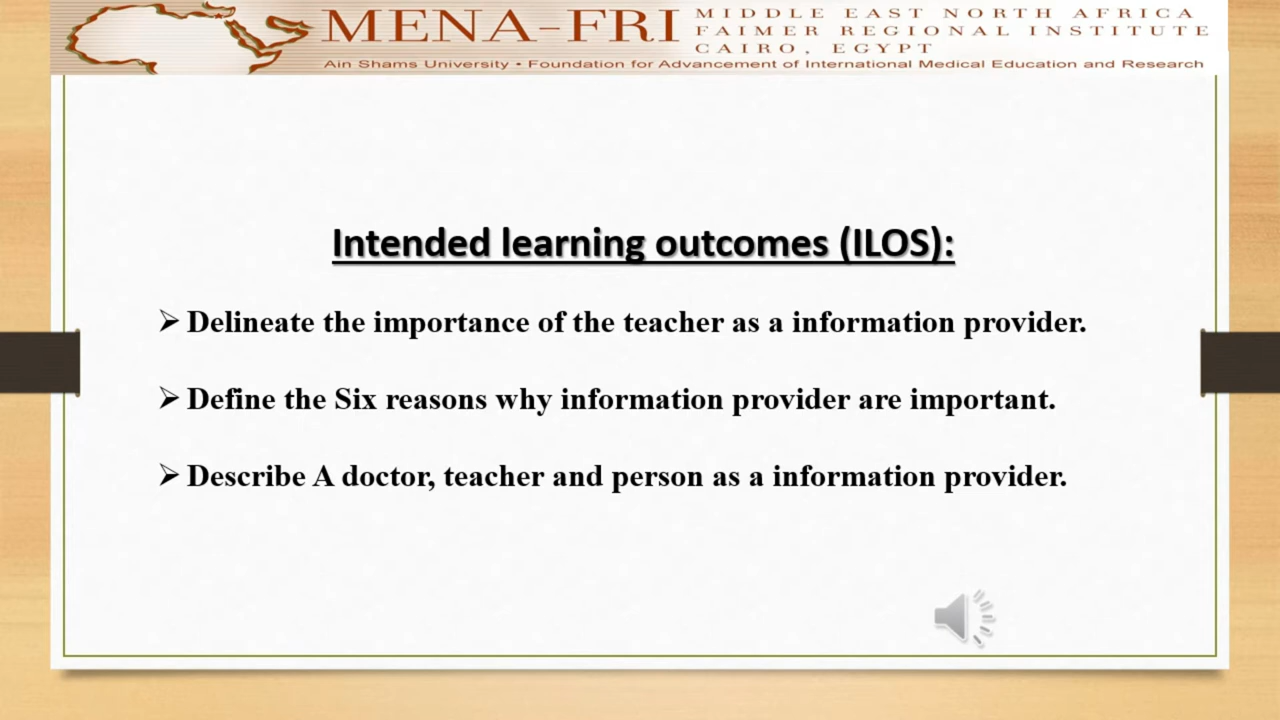 MENA-FRI
MIDDLE EAST NORTH AFRICA
FAIMER REGIONAL INSTITUTE
CAIRO, EGYPT
Ain Shams University • Foundation for Advancement of International Medical Education and Research
Intended learning outcomes (ILOS):
➢ Delineate the importance of the teacher as a information provider.
➢ Define the Six reasons why information provider are important.
➢ Describe A doctor, teacher and person as a information provider.